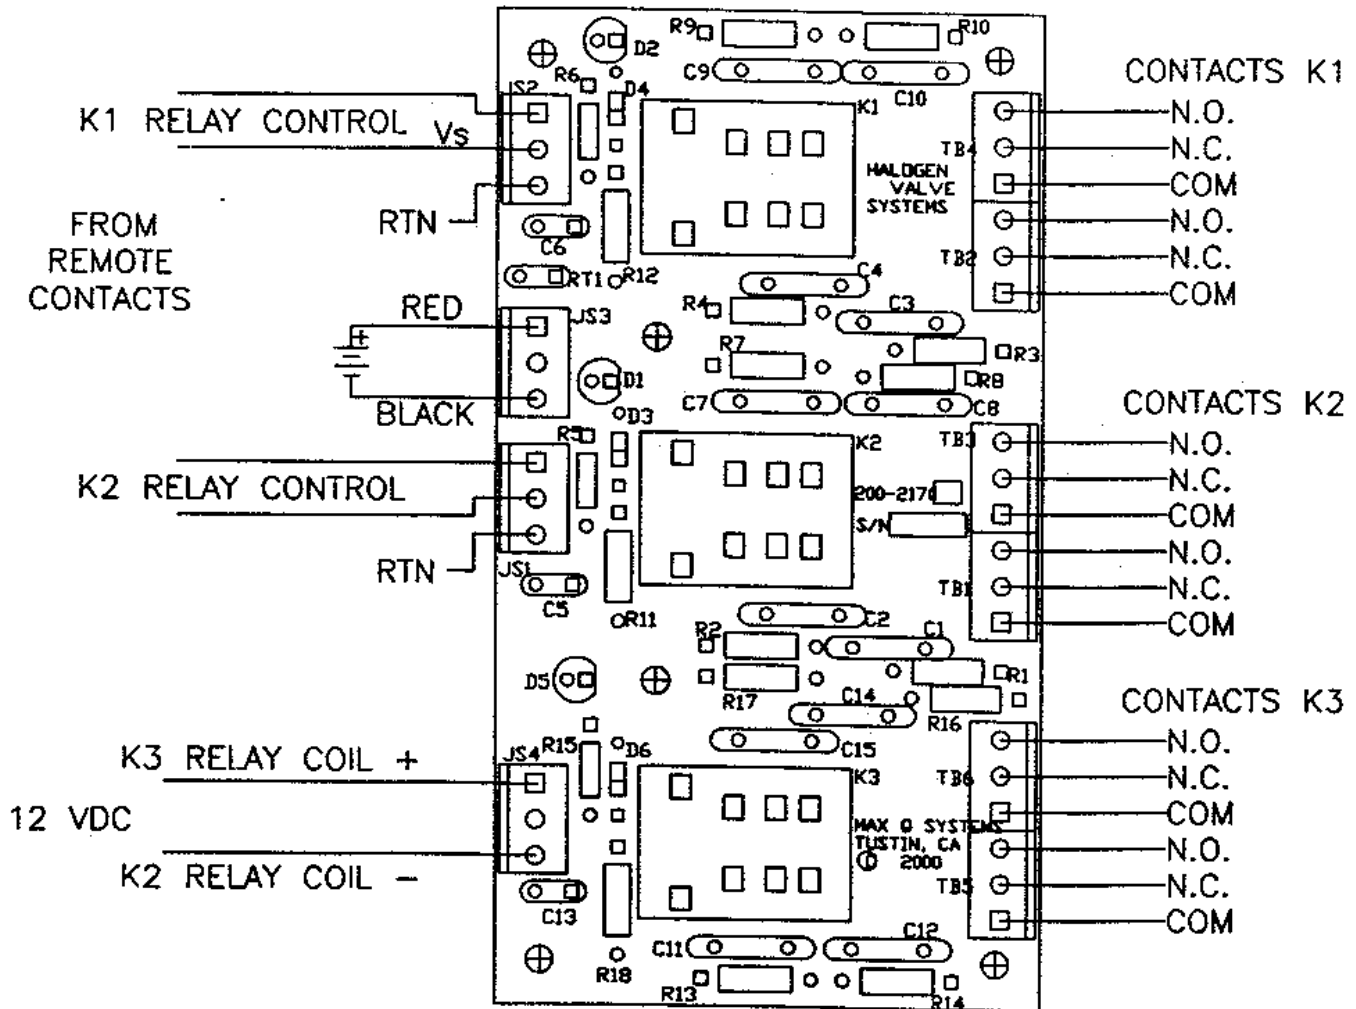 R9
R10
D2
C9
C10
CONTACTS K1
R6
D4
JS2
K1
N.O.
K1 RELAY CONTROL
Vs
TB4
N.C.
HALOGEN
VALVE
SYSTEMS
COM
FROM
REMOTE
CONTACTS
RTN
C6
N.O.
TB2
N.C.
RT1
R12
C4
COM
RED
JS3
R4
C3
+
R7
R3
D1
R8
BLACK
C7
C8
CONTACTS K2
D3
R5
K2
TB3
N.O.
K2 RELAY CONTROL
N.C.
200-217
S/N
COM
RTN
JS1
N.O.
C5
TB1
N.C.
R11
C2
C1
COM
R2
D5
R17
R1
C14
R16
CONTACTS K3
K3 RELAY COIL +
JS4
R15
D6
C15
N.O.
K3
TB6
N.C.
12 VDC
MAX Q SYSTEMS
TUSTIN, CA
2000
COM
N.O.
K2 RELAY COIL -
C13
TB5
N.C.
COM
C11
C12
R18
R13
R14